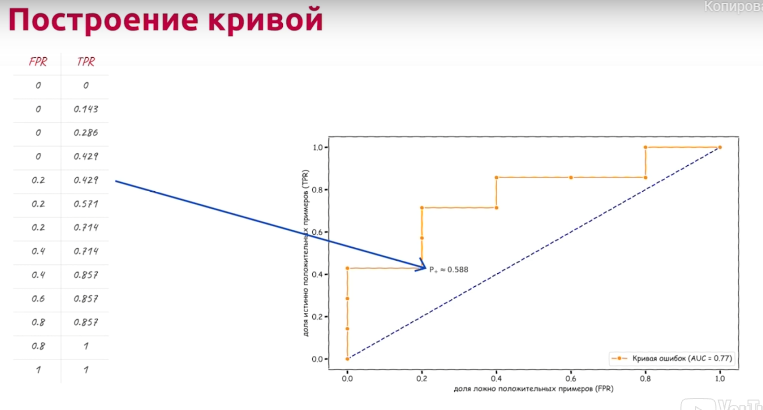 Копирова
Построение кривой
FPR TPR
0 0
0 0.143
0 0.286
0 0.429
0.2 0.429
0.2 0.571
0.2 0.714
0.4 0.714
0.4 0.857
0.6 0.857
0.8 0.857
0.8 1
1 1
доля истинно положительных примеров (TPR)
1.0
0.8
0.6
0.4
0.2
0.0
P₊ ≈ 0.588
Кривая ошибок (AUC = 0.77)
0.0 0.2 0.4 0.6 0.8 1.0
доля ложно положительных примеров (FPR)